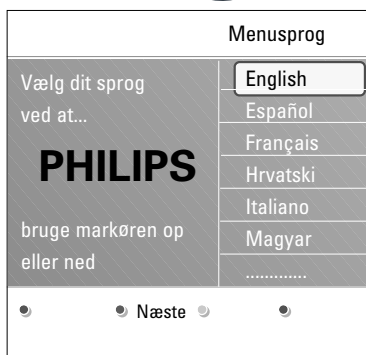 Menusprog
Vælg dit sprog
ved at...
PHILIPS
bruge markøren op
eller ned
English
Español
Français
Hrvatski
Italiano
Magyar
.............
Næste